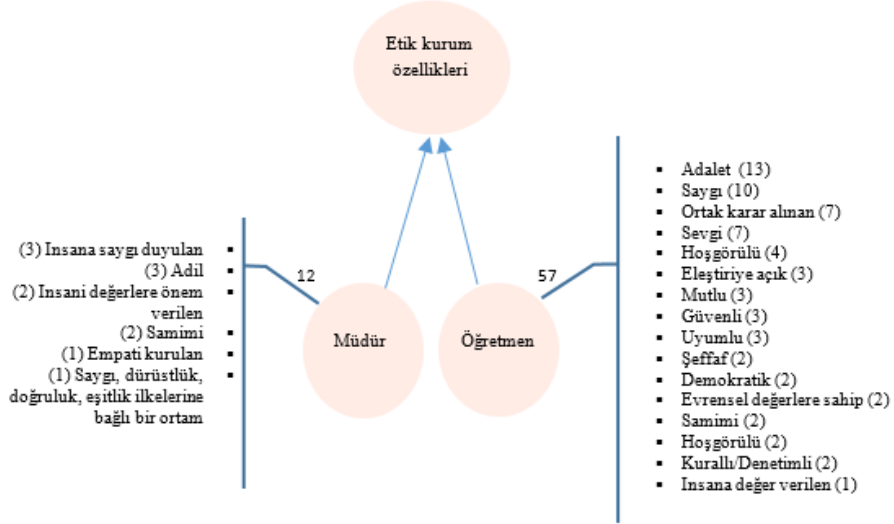 Etik kurum
özellikleri
(3) Insana saygı duyulan
(3) Adil
(2) Insani değerlere önem
verilen
(2) Samimi
(1) Empati kurulan
(1) Saygı, dürüstlük,
doğruluk, eşitlik ilkelerine
bağlı bir ortam
12
Müdür
57
Öğretmen
Adalet (13)
Saygı (10)
Ortak karar alınan (7)
Sevgi (7)
Hoşgörülü (4)
Eleştiriye açık (3)
Mutlu (3)
Güvenli (3)
Uyumlu (3)
Şeffaf (2)
Demokratik (2)
Evrensel değerlere sahip (2)
Samimi (2)
Hoşgörülü (2)
Kurallı/Denetimli (2)
Insana değer verilen (1)